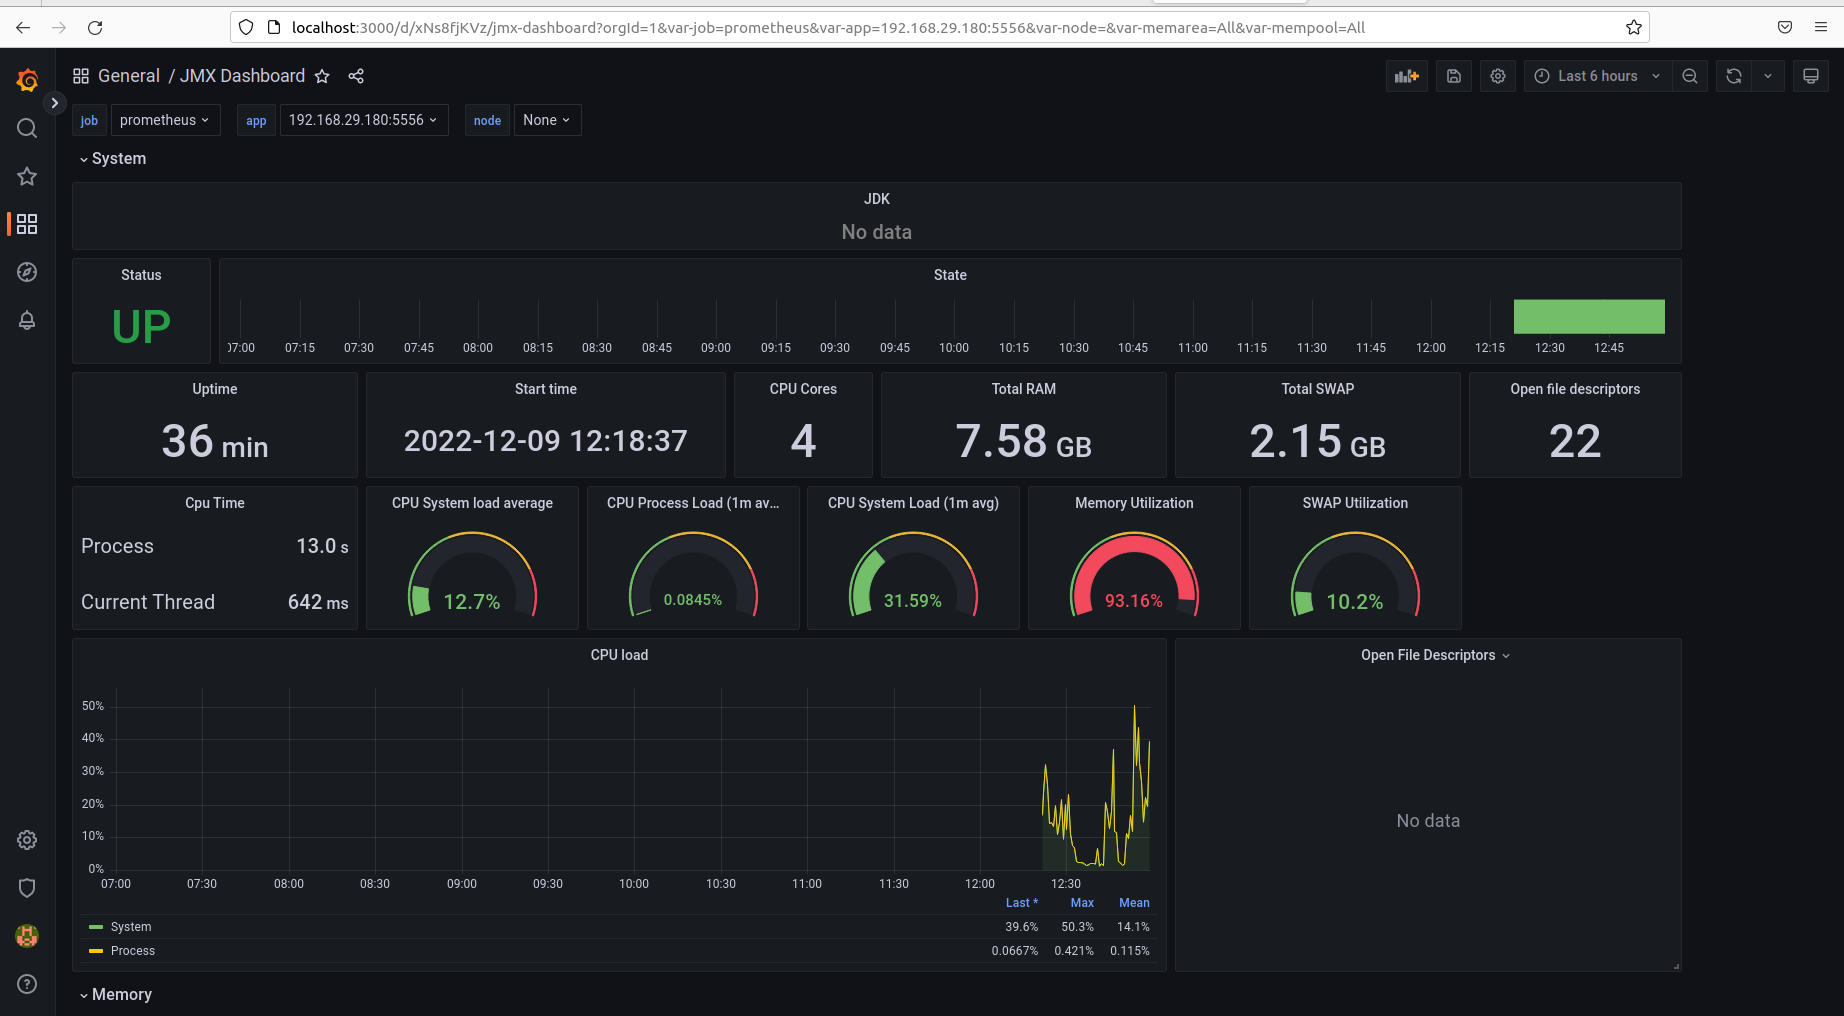 localhost:3000/d/xNs8fjKVz/jmx-dashboard?orgId=1&var-job=prometheus&var-app=192.168.29.180:5556&var-node=&var-memarea=All&var-mempool=All
General / JMX Dashboard
Last 6 hours
job prometheus app 192.168.29.180:5556 node None
System
JDK
No data
Status
UP
State
07:00 07:15 07:30 07:45 08:00 08:15 08:30 08:45 09:00 09:15 09:30 09:45 10:00 10:15 10:30 10:45 11:00 11:15 11:30 11:45 12:00 12:15 12:30 12:45
Uptime
36 min
Start time
2022-12-09 12:18:37
CPU Cores
4
Total RAM
7.58 GB
Total SWAP
2.15 GB
Open file descriptors
22
Cpu Time
Process 13.0 s
Current Thread 642 ms
CPU System load average
12.7%
CPU Process Load (1m av...
0.0845%
CPU System Load (1m avg)
31.59%
Memory Utilization
93.16%
SWAP Utilization
10.2%
CPU load
50%
40%
30%
20%
10%
0%
07:00 07:30 08:00 08:30 09:00 09:30 10:00 10:30 11:00 11:30 12:00 12:30
Last * Max Mean
System 39.6% 50.3% 14.1%
Process 0.0667% 0.421% 0.115%
Open File Descriptors
No data
Memory